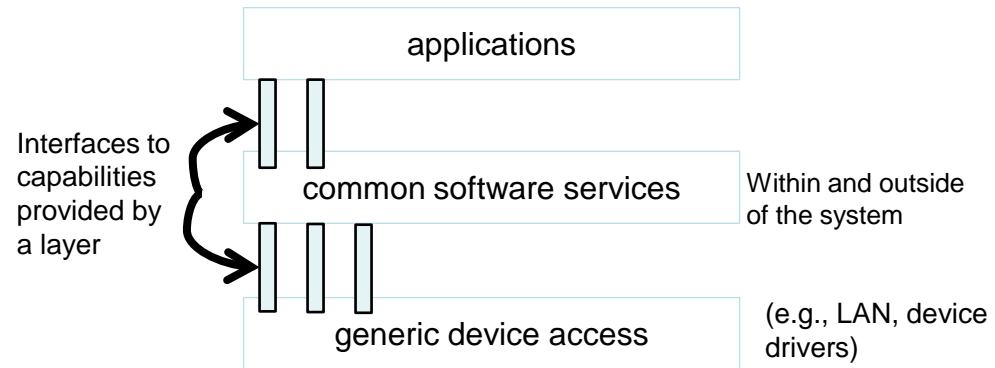 applications
Interfaces to
capabilities
provided by
a layer
common software services
Within and outside
of the system
generic device access
(e.g., LAN, device
drivers)